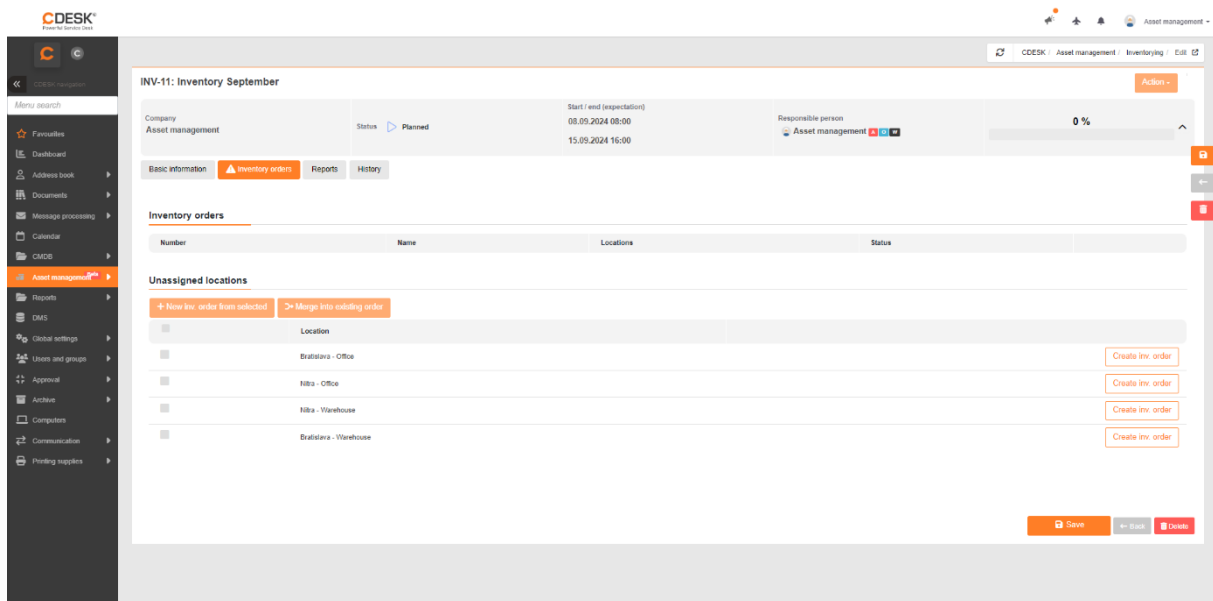 CDESK®
Powerful Service Desk
Asset management
CDESK / Asset management / Inventorying / Edit
CDESK navigation
Menu search
Favourites
Dashboard
Address book
Documents
Message processing
Calendar
CMDB
Asset management Beta
Reports
DMS
Global settings
Users and groups
Approval
Archive
Computers
Communication
Printing supplies
INV-11: Inventory September
Action
Company
Asset management
Status Planned
Start / end (expectation)
08.09.2024 08:00
15.09.2024 16:00
Responsible person
Asset management A O W
0 %
Basic information Inventory orders Reports History
Inventory orders
Number Name Locations Status
Unassigned locations
+ New inv. order from selected Merge into existing order
Location
Bratislava - Office Create inv. order
Nitra - Office Create inv. order
Nitra - Warehouse Create inv. order
Bratislava - Warehouse Create inv. order
Save Back Delete